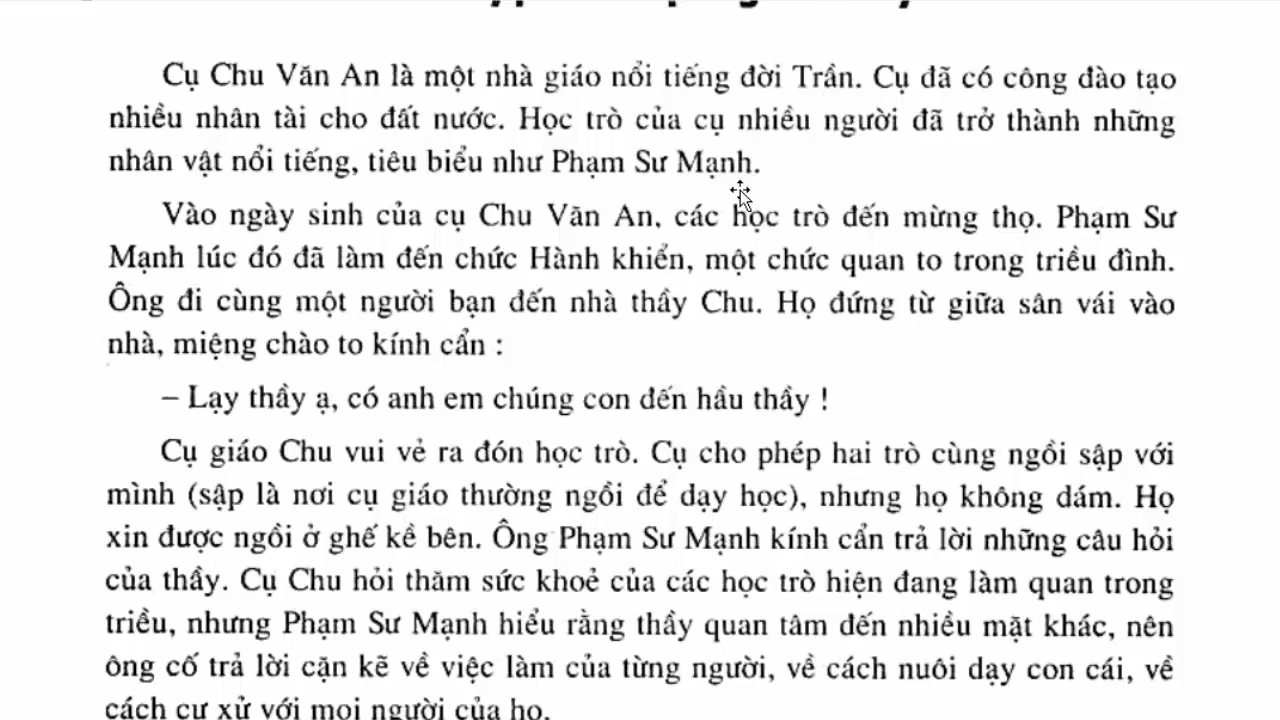 Cụ Chu Văn An là một nhà giáo nổi tiếng đời Trần. Cụ đã có công đào tạo
nhiều nhân tài cho đất nước. Học trò của cụ nhiều người đã trở thành những
nhân vật nổi tiếng, tiêu biểu như Phạm Sư Mạnh.
Vào ngày sinh của cụ Chu Văn An, các học trò đến mừng thọ. Phạm Sư
Mạnh lúc đó đã làm đến chức Hành khiển, một chức quan to trong triều đình.
Ông đi cùng một người bạn đến nhà thầy Chu. Họ đứng từ giữa sân vái vào
nhà, miệng chào to kính cẩn :
– Lạy thầy ạ, có anh em chúng con đến hầu thầy !
Cụ giáo Chu vui vẻ ra đón học trò. Cụ cho phép hai trò cùng ngồi sập với
mình (sập là nơi cụ giáo thường ngồi để dạy học), nhưng họ không dám. Họ
xin được ngồi ở ghế kề bên. Ông Phạm Sư Mạnh kính cẩn trả lời những câu hỏi
của thầy. Cụ Chu hỏi thăm sức khoẻ của các học trò hiện đang làm quan trong
triều, nhưng Phạm Sư Mạnh hiểu rằng thầy quan tâm đến nhiều mặt khác, nên
ông cố trả lời cặn kẽ về việc làm của từng người, về cách nuôi dạy con cái, về
cách cư xử với mọi người của họ.